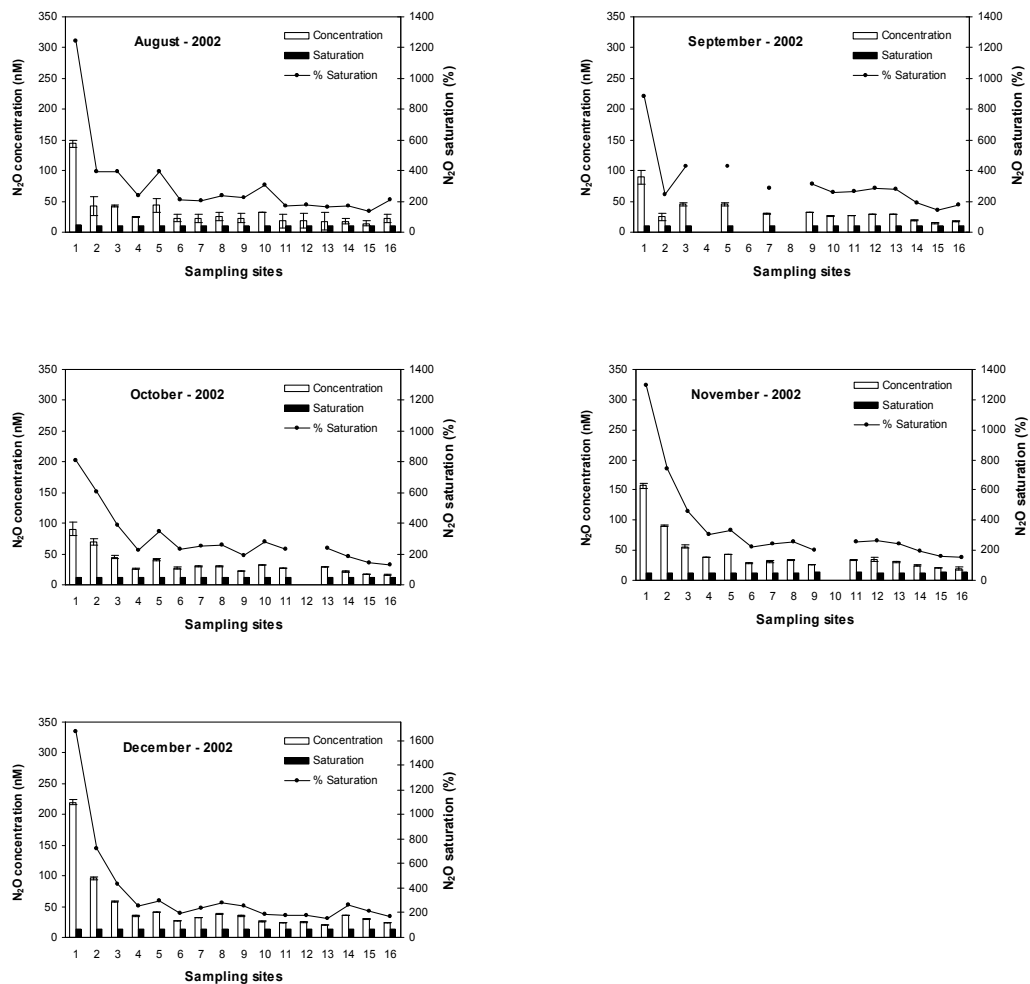 August - 2002
Concentration
Saturation
% Saturation
N₂O concentration (nM)
350
300
250
200
150
100
50
0
1400
1200
1000
800
600
400
200
0
N₂O saturation (%)
1 2 3 4 5 6 7 8 9 10 11 12 13 14 15 16
Sampling sites
September - 2002
Concentration
Saturation
% Saturation
N₂O concentration (nM)
350
300
250
200
150
100
50
0
1400
1200
1000
800
600
400
200
0
N₂O saturation (%)
1 2 3 4 5 6 7 8 9 10 11 12 13 14 15 16
Sampling sites
October - 2002
Concentration
Saturation
% Saturation
N₂O concentration (nM)
350
300
250
200
150
100
50
0
1400
1200
1000
800
600
400
200
0
N₂O saturation (%)
1 2 3 4 5 6 7 8 9 10 11 12 13 14 15 16
Sampling sites
November - 2002
Concentration
Saturation
% Saturation
N₂O concentration (nM)
350
300
250
200
150
100
50
0
1400
1200
1000
800
600
400
200
0
N₂O saturation (%)
1 2 3 4 5 6 7 8 9 10 11 12 13 14 15 16
Sampling sites
December - 2002
Concentration
Saturation
% Saturation
N₂O concentration (nM)
350
300
250
200
150
100
50
0
1600
1400
1200
1000
800
600
400
200
0
N₂O saturation (%)
1 2 3 4 5 6 7 8 9 10 11 12 13 14 15 16
Sampling sites